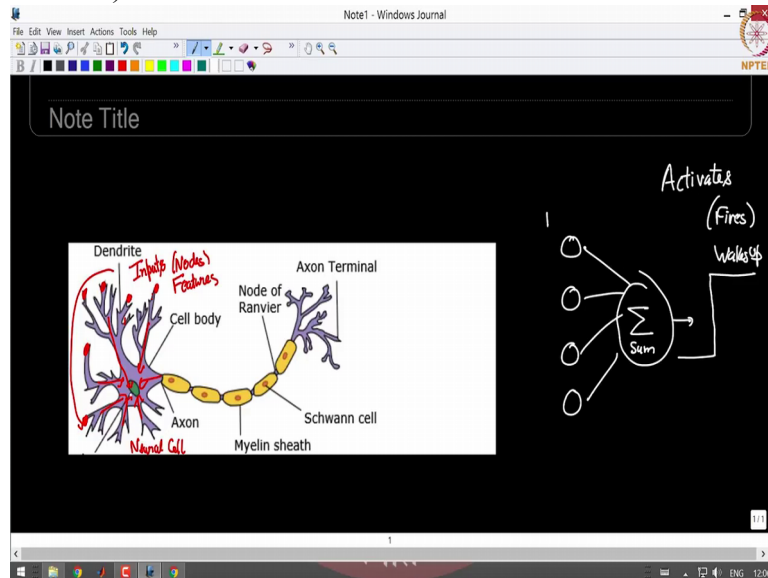 Note1 - Windows Journal
File Edit View Insert Actions Tools Help
NPTEL
B I
Note Title
Activates
(Fires)
Wakes up
Dendrite
Inputs (Nodes)
Features
Axon Terminal
Node of
Ranvier
Cell body
Σ
Sum
Axon
Schwann cell
Neural Cell
Myelin sheath
1/1
1
ENG 12:00